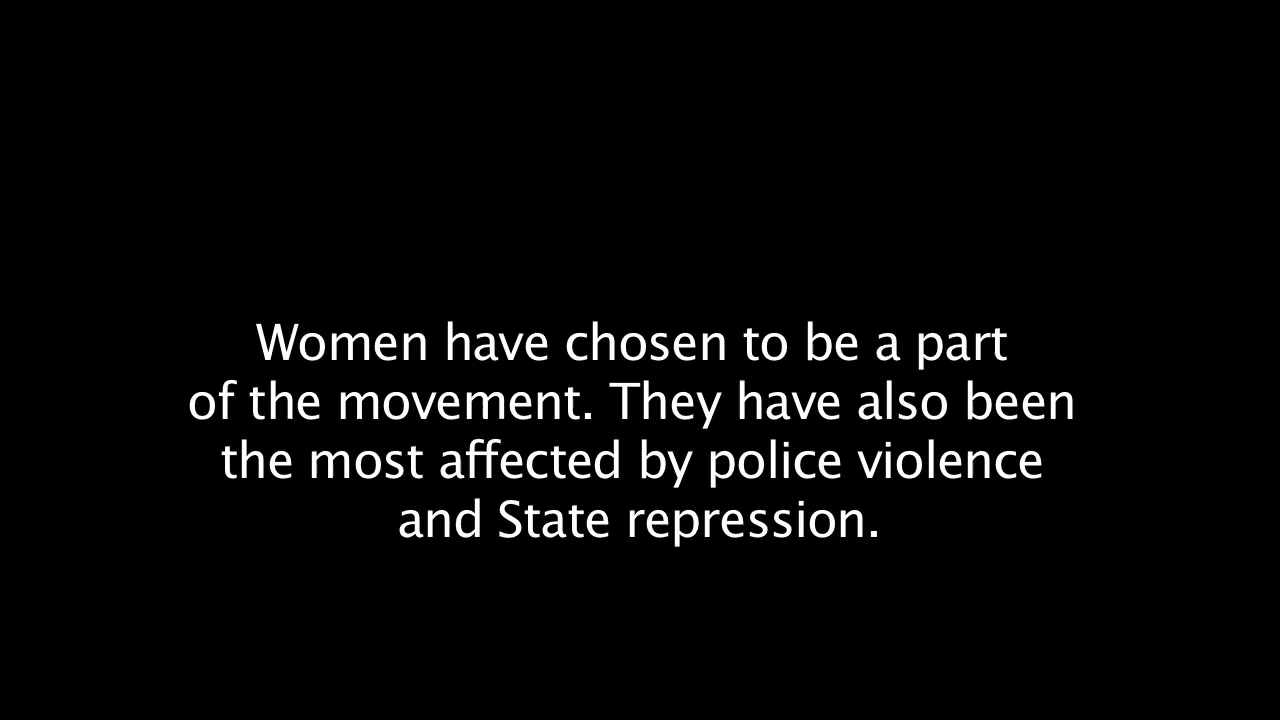 Women have chosen to be a part
of the movement. They have also been
the most affected by police violence
and State repression.